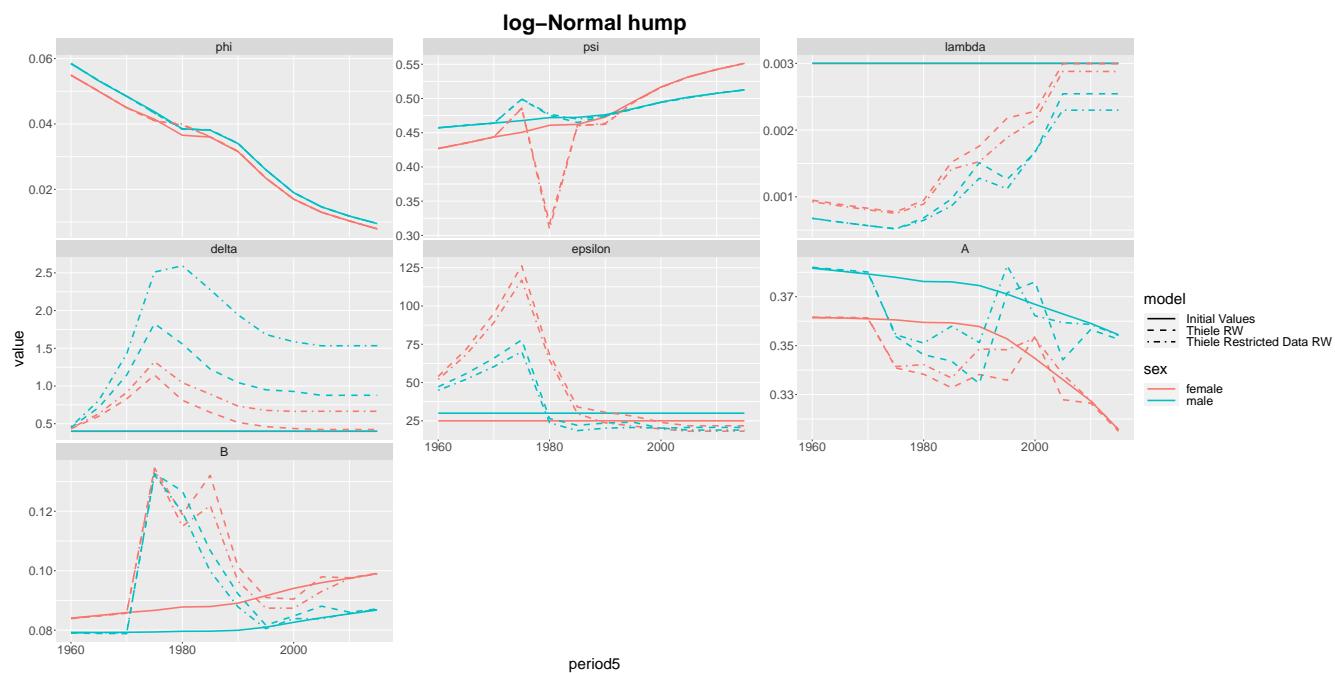 log−Normal hump
phi
psi
lambda
0.06
0.04
0.02
0.55
0.50
0.45
0.40
0.35
0.30
0.003
0.002
0.001
delta
epsilon
A
2.5
2.0
1.5
1.0
0.5
125
100
75
50
25
0.37
0.35
0.33
1960
1980
2000
1960
1980
2000
B
0.12
0.10
0.08
1960
1980
2000
value
period5
model
Initial Values
Thiele RW
Thiele Restricted Data RW
sex
female
male